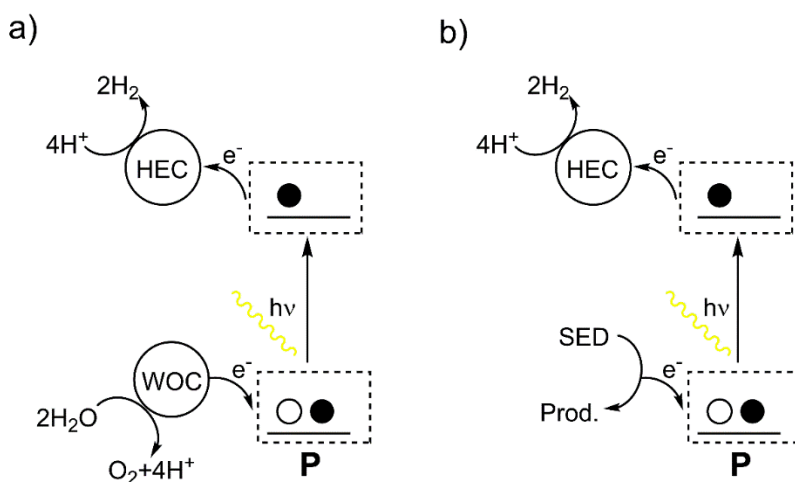 a)
2H₂
4H⁺
HEC
e⁻
hν
WOC
e⁻
2H₂O
O₂+4H⁺
P
b)
2H₂
4H⁺
HEC
e⁻
hν
SED
e⁻
Prod.
P